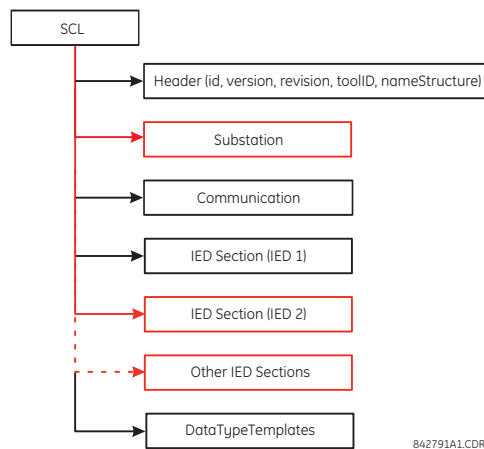 SCL
Header (id, version, revision, toolID, nameStructure)
Substation
Communication
IED Section (IED 1)
IED Section (IED 2)
Other IED Sections
DataTypeTemplates
842791A1.CDR